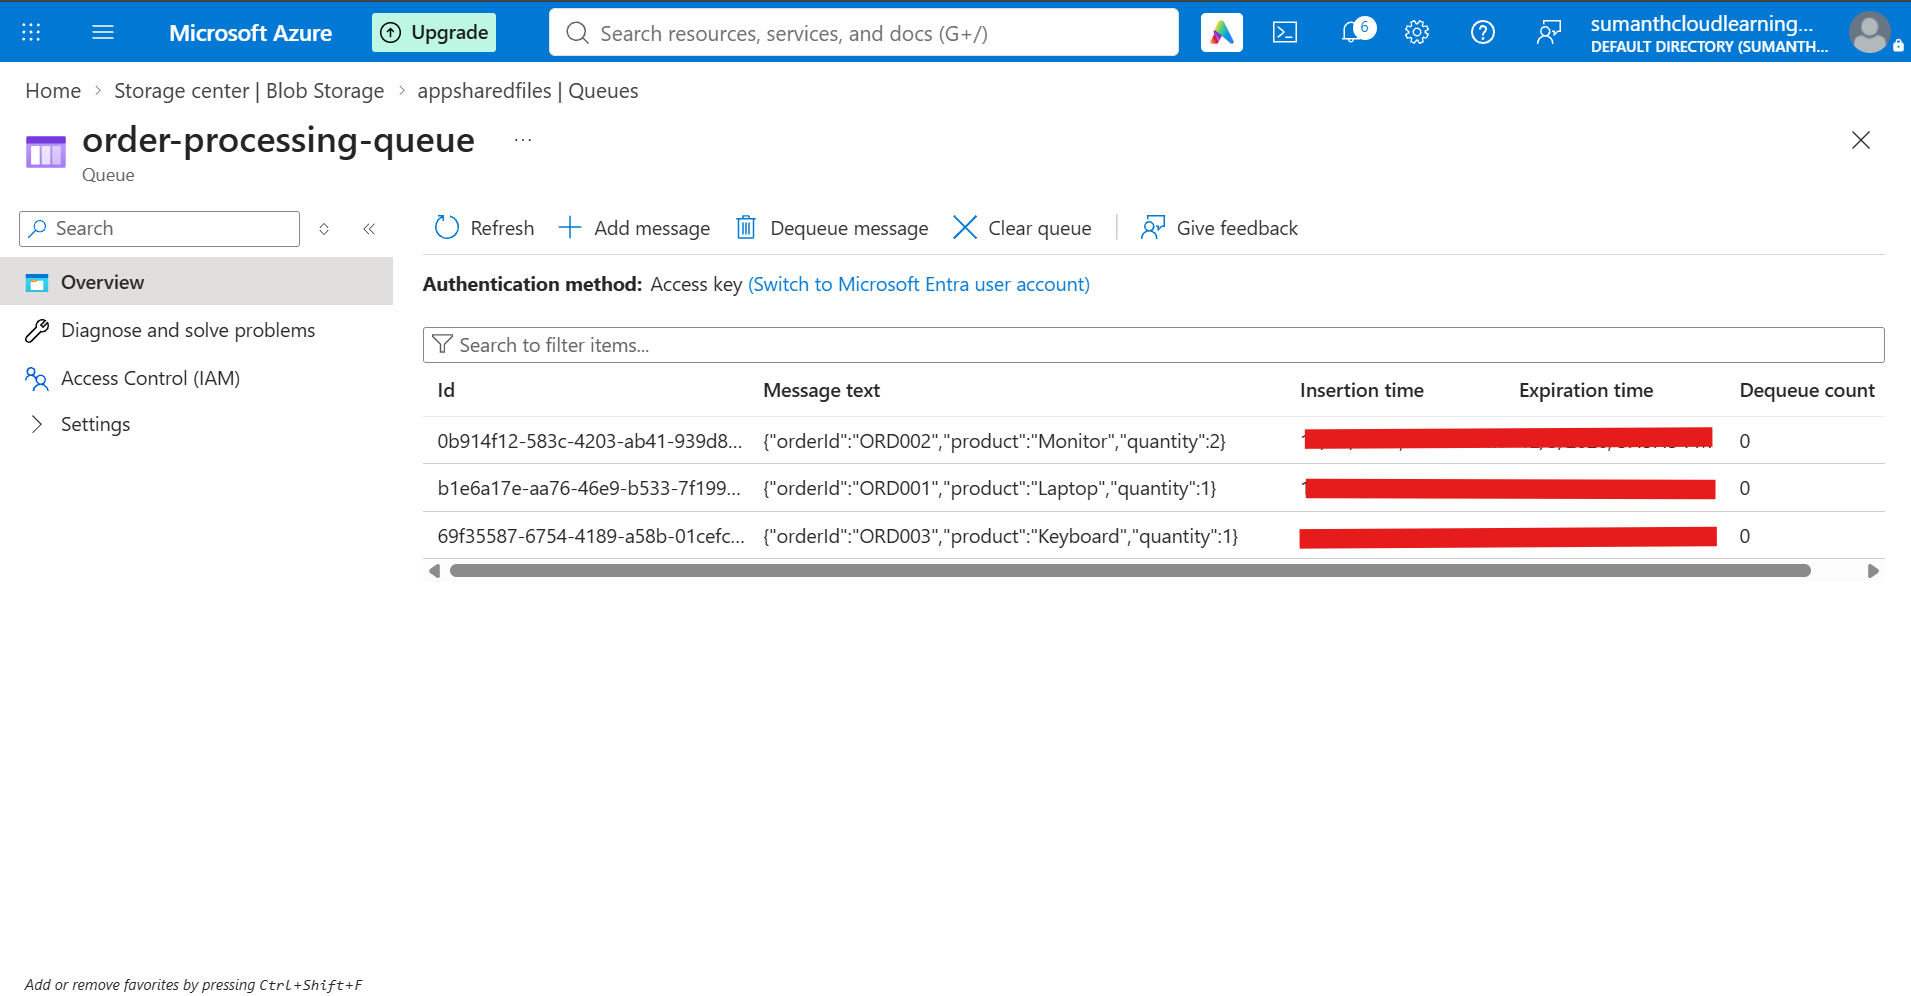 Microsoft Azure
Upgrade
Search resources, services, and docs (G+/)
6
sumanthcloudlearning...
DEFAULT DIRECTORY (SUMANTH...
Home > Storage center | Blob Storage > appsharedfiles | Queues
order-processing-queue ...
Queue
Search
Overview
Diagnose and solve problems
Access Control (IAM)
Settings
Refresh
Add message
Dequeue message
Clear queue
Give feedback
Authentication method: Access key (Switch to Microsoft Entra user account)
Search to filter items...
Id Message text Insertion time Expiration time Dequeue count
0b914f12-583c-4203-ab41-939d8... {"orderId":"ORD002","product":"Monitor","quantity":2} 0
b1e6a17e-aa76-46e9-b533-7f199... {"orderId":"ORD001","product":"Laptop","quantity":1} 0
69f35587-6754-4189-a58b-01cefc... {"orderId":"ORD003","product":"Keyboard","quantity":1} 0
Add or remove favorites by pressing Ctrl+Shift+F